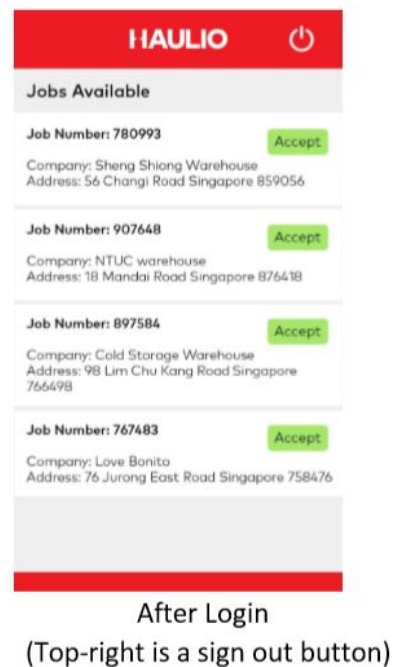 HAULIO
Jobs Available
Job Number: 780993
Accept
Company: Sheng Shiong Warehouse
Address: 56 Changi Road Singapore 859056
Job Number: 907648
Accept
Company: NTUC warehouse
Address: 18 Mandai Road Singapore 876418
Job Number: 897584
Accept
Company: Cold Storage Warehouse
Address: 98 Lim Chu Kang Road Singapore
766498
Job Number: 767483
Accept
Company: Love Bonito
Address: 76 Jurong East Road Singapore 758476
After Login
(Top-right is a sign out button)